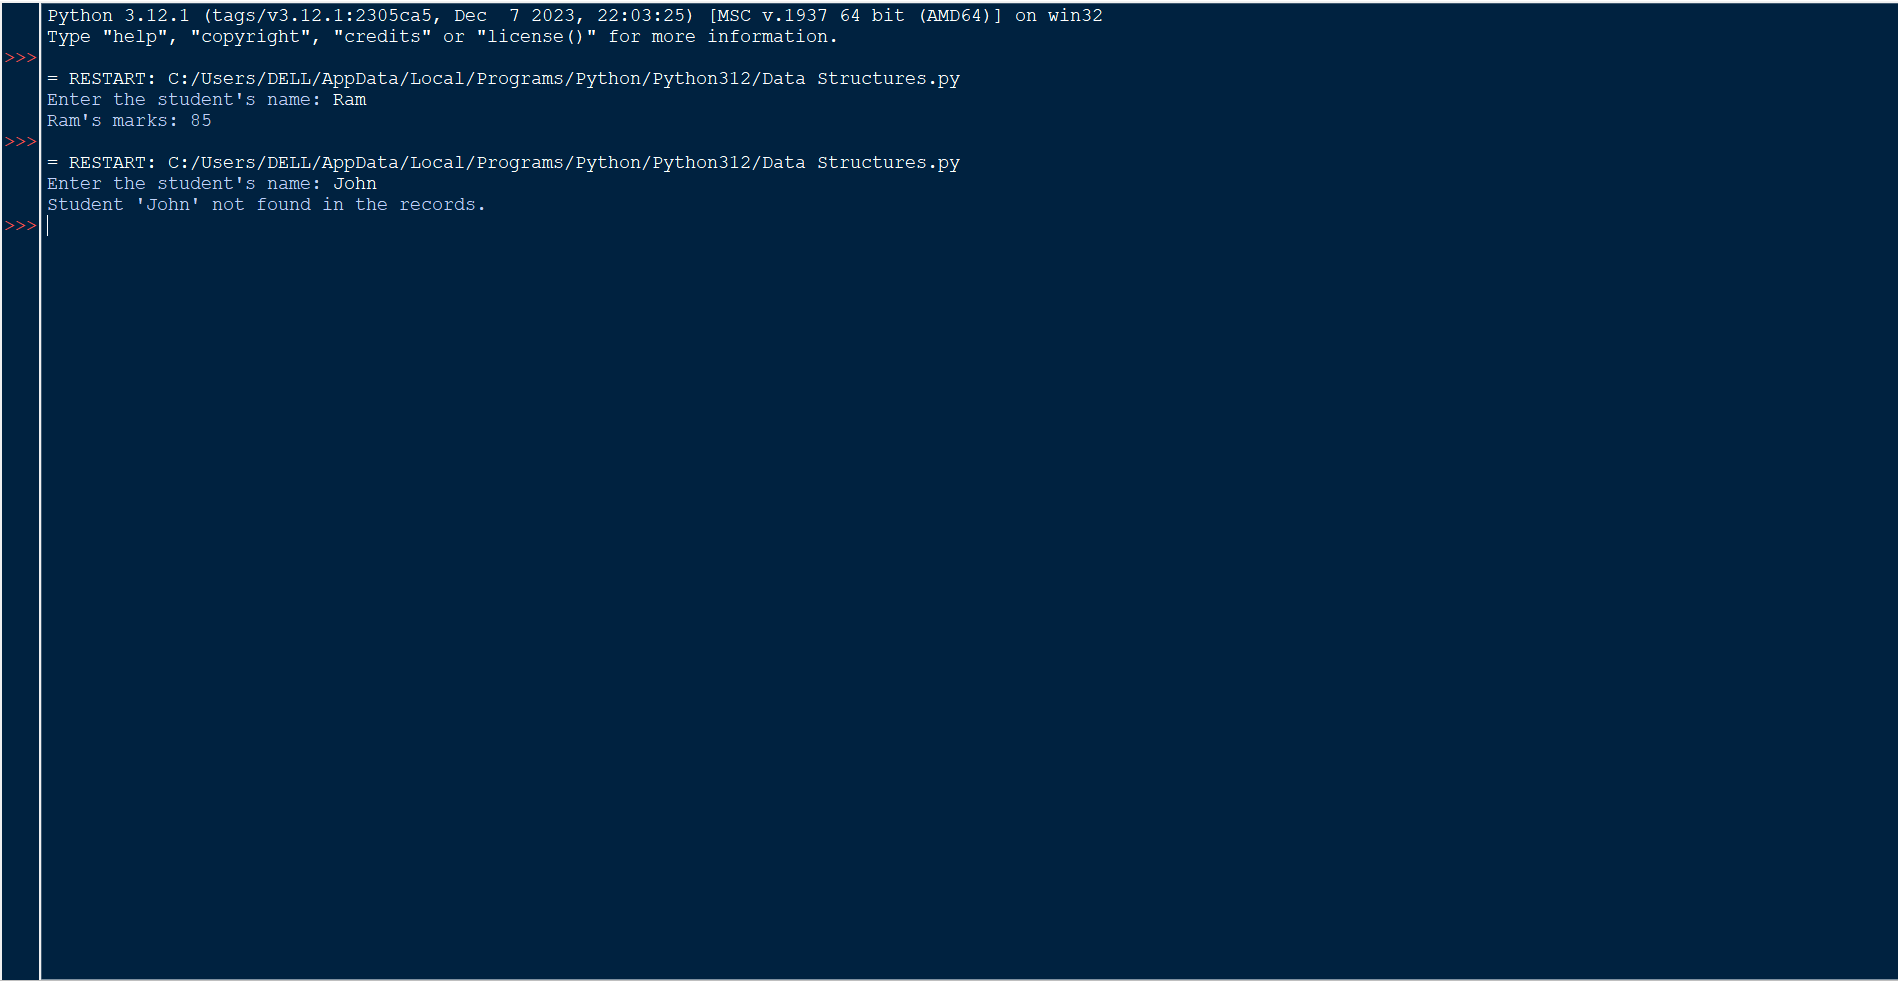 Python 3.12.1 (tags/v3.12.1:2305ca5, Dec  7 2023, 22:03:25) [MSC v.1937 64 bit (AMD64)] on win32
Type "help", "copyright", "credits" or "license()" for more information.
>>>
= RESTART: C:/Users/DELL/AppData/Local/Programs/Python/Python312/Data Structures.py
Enter the student's name: Ram
Ram's marks: 85
>>>
= RESTART: C:/Users/DELL/AppData/Local/Programs/Python/Python312/Data Structures.py
Enter the student's name: John
Student 'John' not found in the records.
>>>